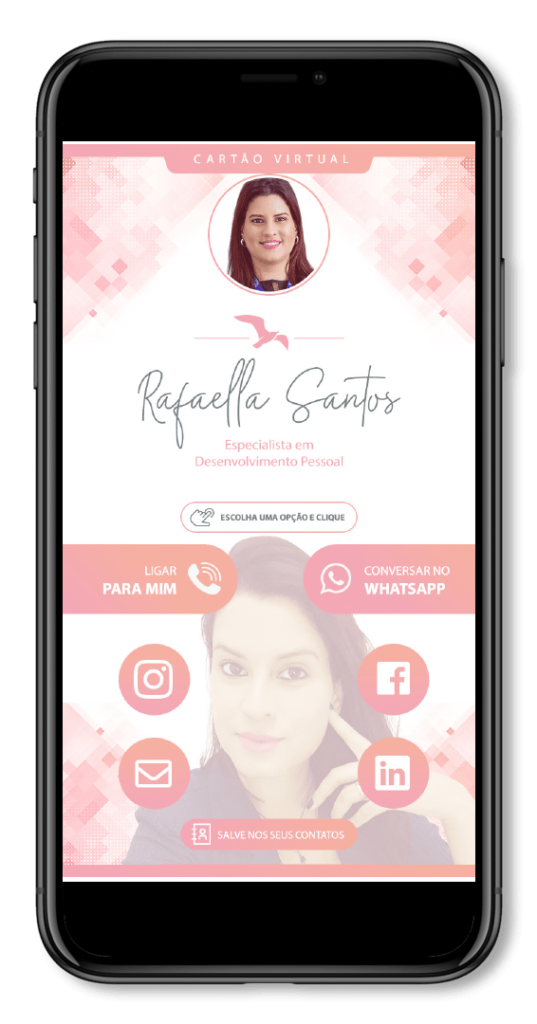 CARTÃO VIRTUAL
Rafaella Santos
Especialista em
Desenvolvimento Pessoal
ESCOLHA UMA OPÇÃO E CLIQUE
LIGAR
PARA MIM
CONVERSAR NO
WHATSAPP
in
SALVE NOS SEUS CONTATOS